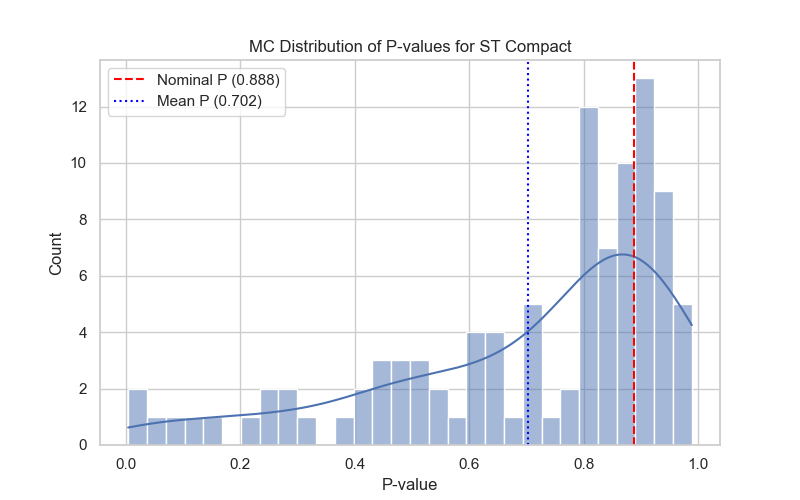 MC Distribution of P-values for ST Compact
Nominal P (0.888)
Mean P (0.702)
12
10
8
6
4
2
0
Count
0.0 0.2 0.4 0.6 0.8 1.0
P-value